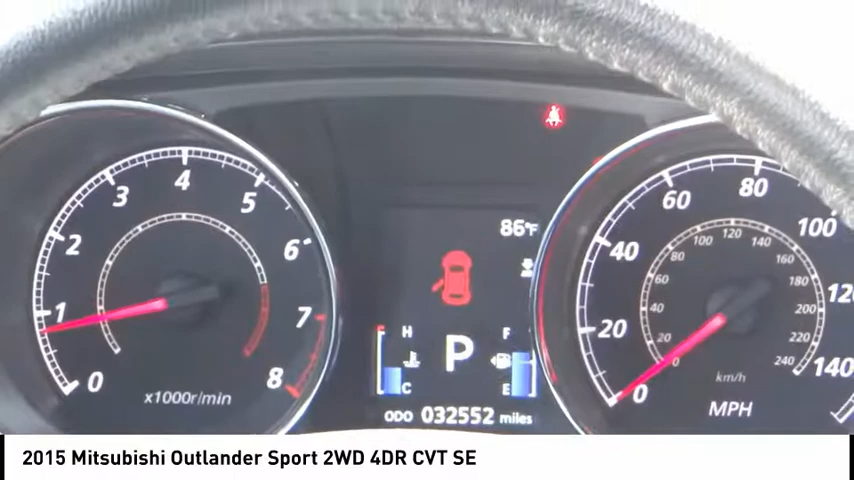 0 1 2 3 4 5 6 7 8
x1000r/min
86°F
H
C
P
F
E
ODO 032552 miles
0 20 40 60 80 100 120 140
20 40 60 80 100 120 140 160 180 200 220 240
0
km/h
MPH
2015 Mitsubishi Outlander Sport 2WD 4DR CVT SE